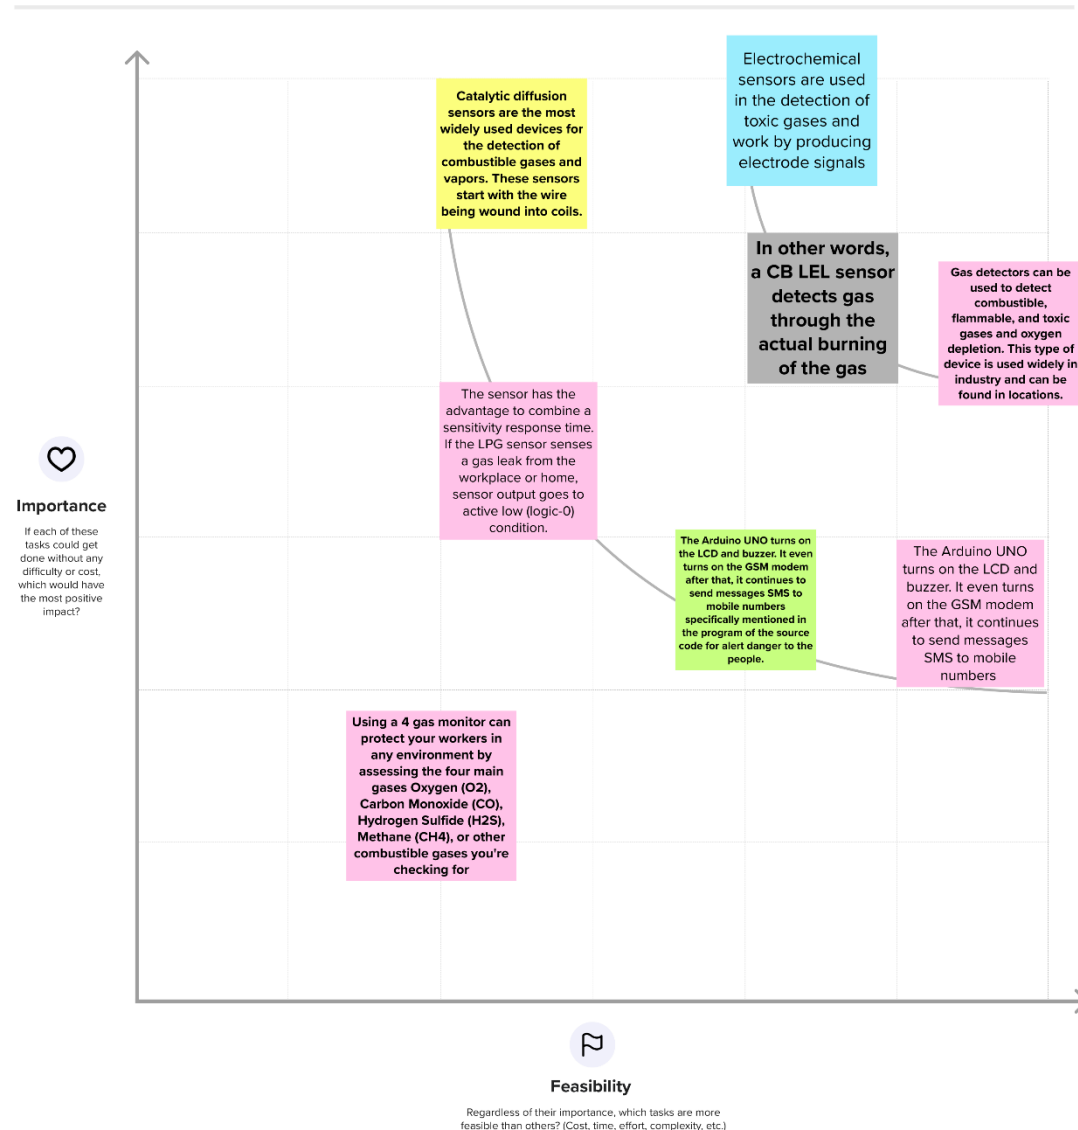 Electrochemical
sensors are used
in the detection of
toxic gases and
work by producing
electrode signals
Catalytic diffusion
sensors are the most
widely used devices for
the detection of
combustible gases and
vapors. These sensors
start with the wire
being wound into coils.
In other words,
a CB LEL sensor
detects gas
through the
actual burning
of the gas
Gas detectors can be
used to detect
combustible,
flammable, and toxic
gases and oxygen
depletion. This type of
device is used widely in
industry and can be
found in locations.
The sensor has the
advantage to combine a
sensitivity response time.
If the LPG sensor senses
a gas leak from the
workplace or home,
sensor output goes to
active low (logic-0)
condition.
Importance
If each of these
tasks could get
done without any
difficulty or cost,
which would have
the most positive
impact?
The Arduino UNO turns on
the LCD and buzzer. It even
turns on the GSM modem
after that, it continues to
send messages SMS to
mobile numbers
specifically mentioned in
the program of the source
code for alert danger to the
people.
The Arduino UNO
turns on the LCD and
buzzer. It even turns
on the GSM modem
after that, it continues
to send messages
SMS to mobile
numbers
Using a 4 gas monitor can
protect your workers in
any environment by
assessing the four main
gases Oxygen (O2),
Carbon Monoxide (CO),
Hydrogen Sulfide (H2S),
Methane (CH4), or other
combustible gases you're
checking for
Feasibility
Regardless of their importance, which tasks are more
feasible than others? (Cost, time, effort, complexity, etc.)